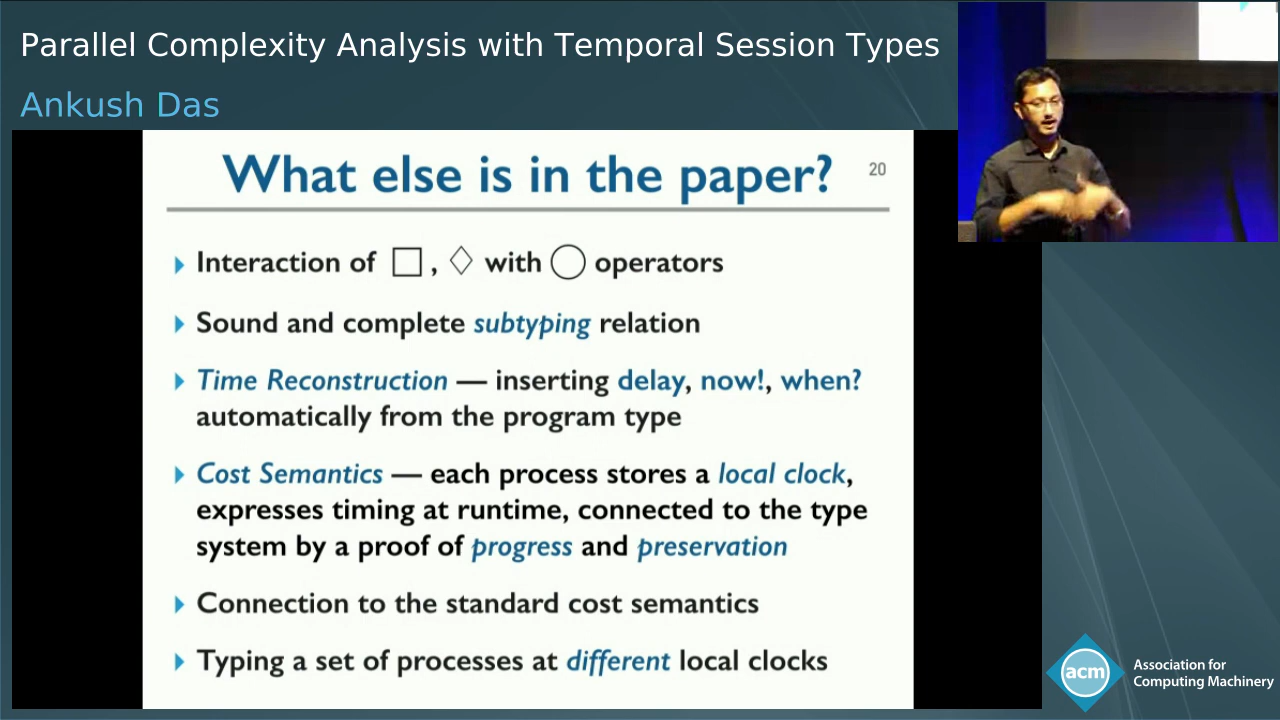 Parallel Complexity Analysis with Temporal Session Types
Ankush Das
What else is in the paper?
20
Interaction of □ , ◇ with ◯ operators
Sound and complete subtyping relation
Time Reconstruction — inserting delay, now!, when?
automatically from the program type
Cost Semantics — each process stores a local clock,
expresses timing at runtime, connected to the type
system by a proof of progress and preservation
Connection to the standard cost semantics
Typing a set of processes at different local clocks
acm
Association for
Computing Machinery